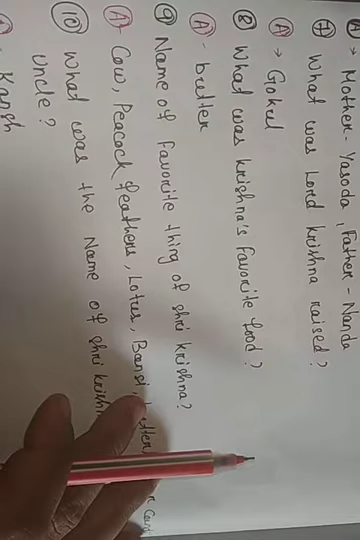 A → Mother - Yasoda, Father - Nanda
7 What was Lord krishna raised?
A → Gokul
8 What was krishna's favorite food?
A - butter
9 Name of favorite thing of shri krishna?
A - Cow, Peacock feathers, Lotus, Bansi,
10 What was the Name of shri krishn
uncle?
Kansh